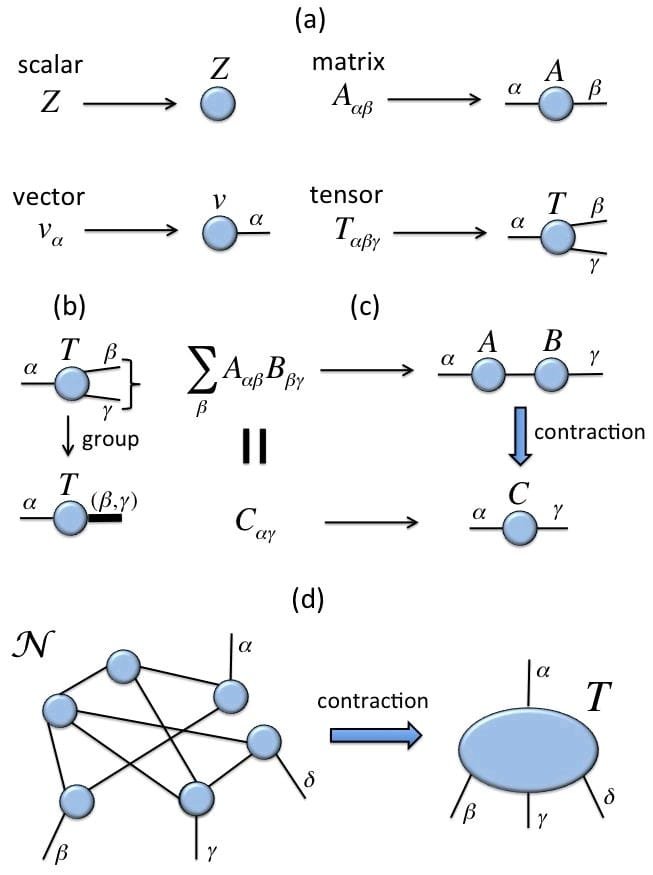 (a)
scalar
Z
Z
matrix
A_{αβ}
α A β
vector
v_α
v α
tensor
T_{αβγ}
α T β
γ
(b)
α T β
γ
group
α T (β,γ)
(c)
∑_β A_{αβ} B_{βγ}
α A B γ
=
contraction
C_{αγ}
α C γ
(d)
𝒩
α
β
γ
δ
contraction
α T
β
γ
δ